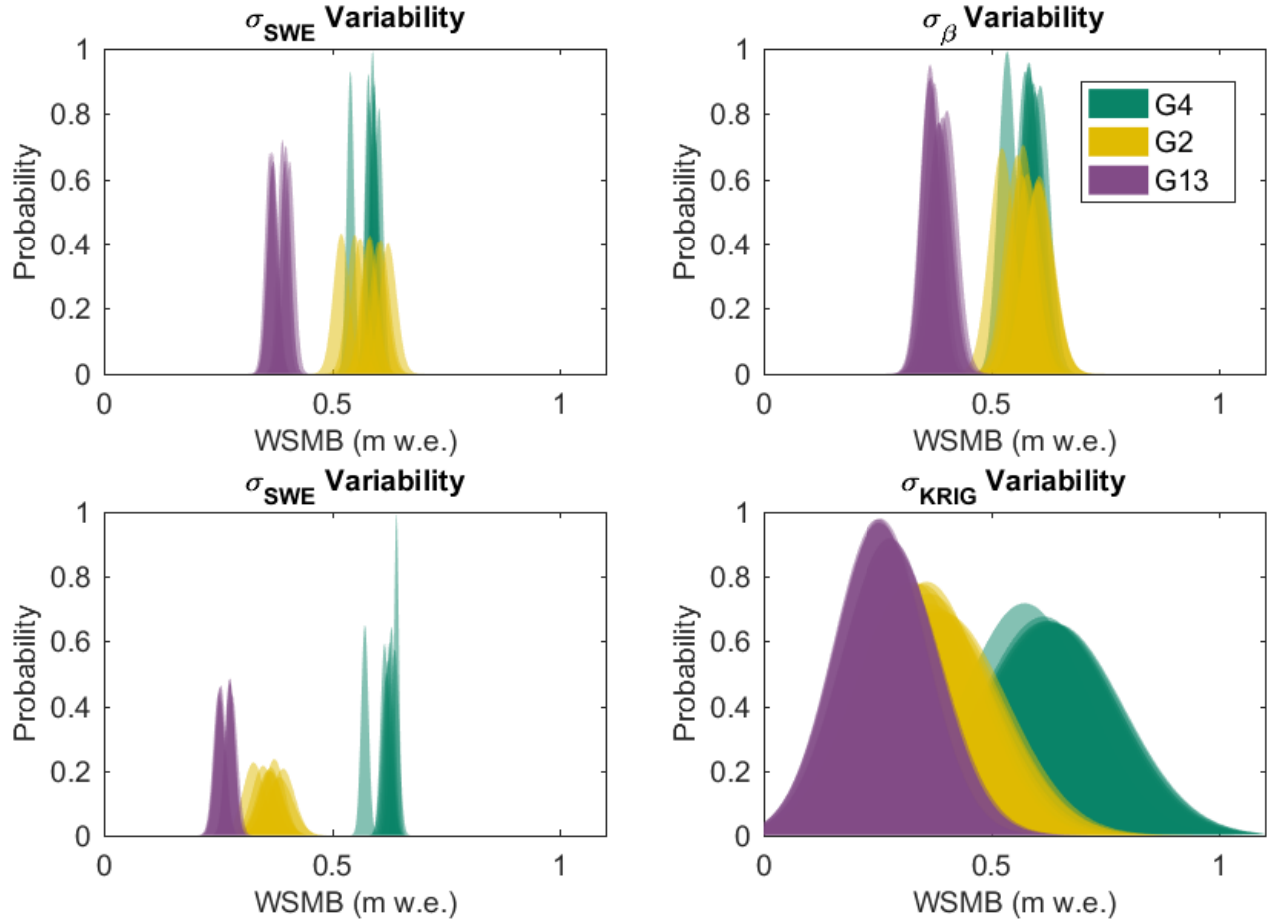 σSWE Variability
1
0.8
0.6
0.4
0.2
0
Probability
0 0.5 1
WSMB (m w.e.)
σβ Variability
1
0.8
0.6
0.4
0.2
0
Probability
G4
G2
G13
0 0.5 1
WSMB (m w.e.)
σSWE Variability
1
0.8
0.6
0.4
0.2
0
Probability
0 0.5 1
WSMB (m w.e.)
σKRIG Variability
1
0.8
0.6
0.4
0.2
0
Probability
0 0.5 1
WSMB (m w.e.)